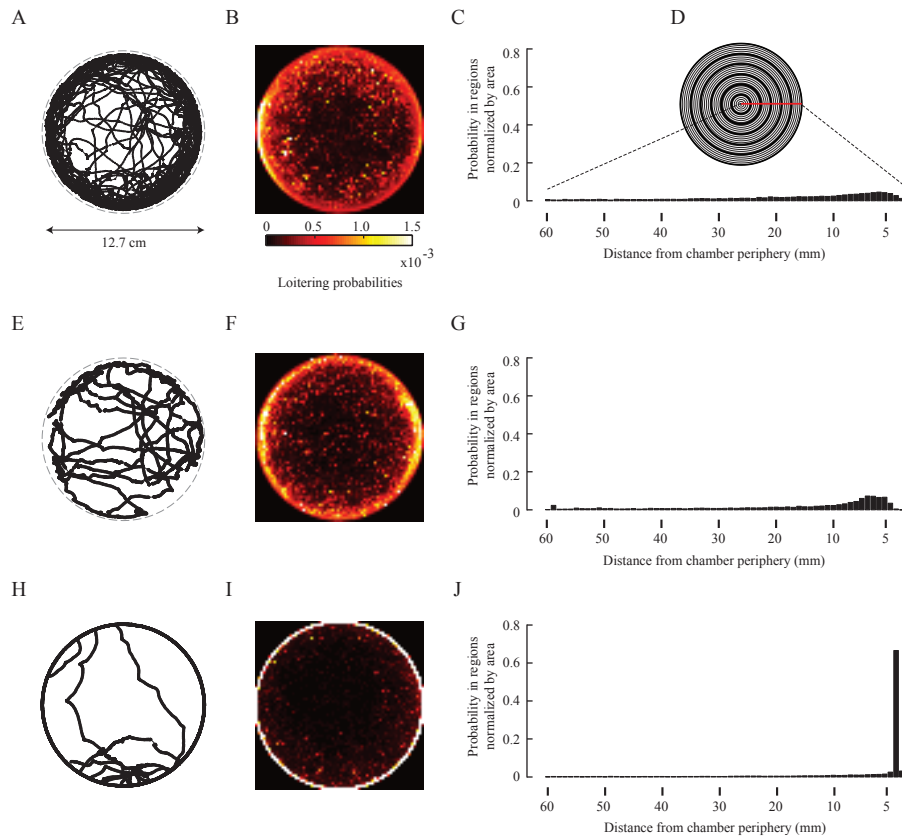 A
B
C
D
12.7 cm
0 0.5 1 1.5
x10⁻³
Loitering probabilities
Probability in regions
normalized by area
0.8
0.6
0.4
0.2
0
60 50 40 30 20 10 5
Distance from chamber periphery (mm)
E
F
G
Probability in regions
normalized by area
0.8
0.6
0.4
0.2
0
60 50 40 30 20 10 5
Distance from chamber periphery (mm)
H
I
J
Probability in regions
normalized by area
0.8
0.6
0.4
0.2
0
60 50 40 30 20 10 5
Distance from chamber periphery (mm)